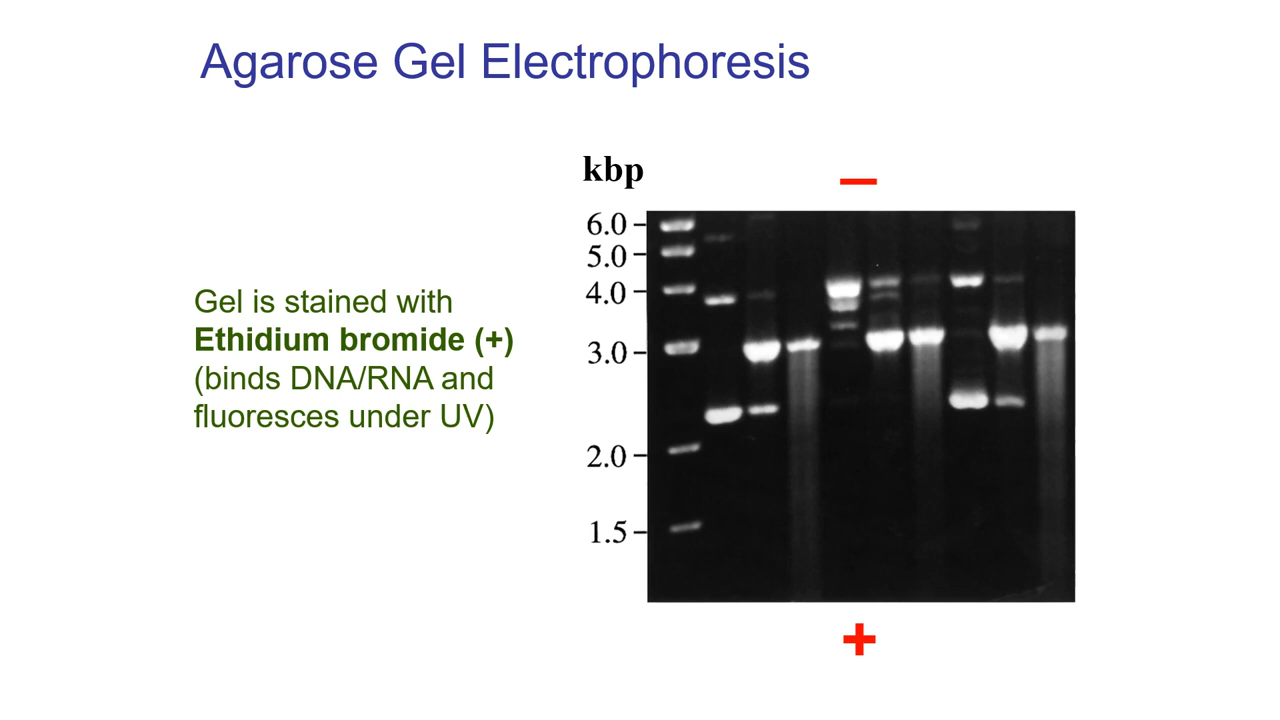 Agarose Gel Electrophoresis
kbp
–
6.0
5.0
4.0
3.0
2.0
1.5
Gel is stained with
Ethidium bromide (+)
(binds DNA/RNA and
fluoresces under UV)
+